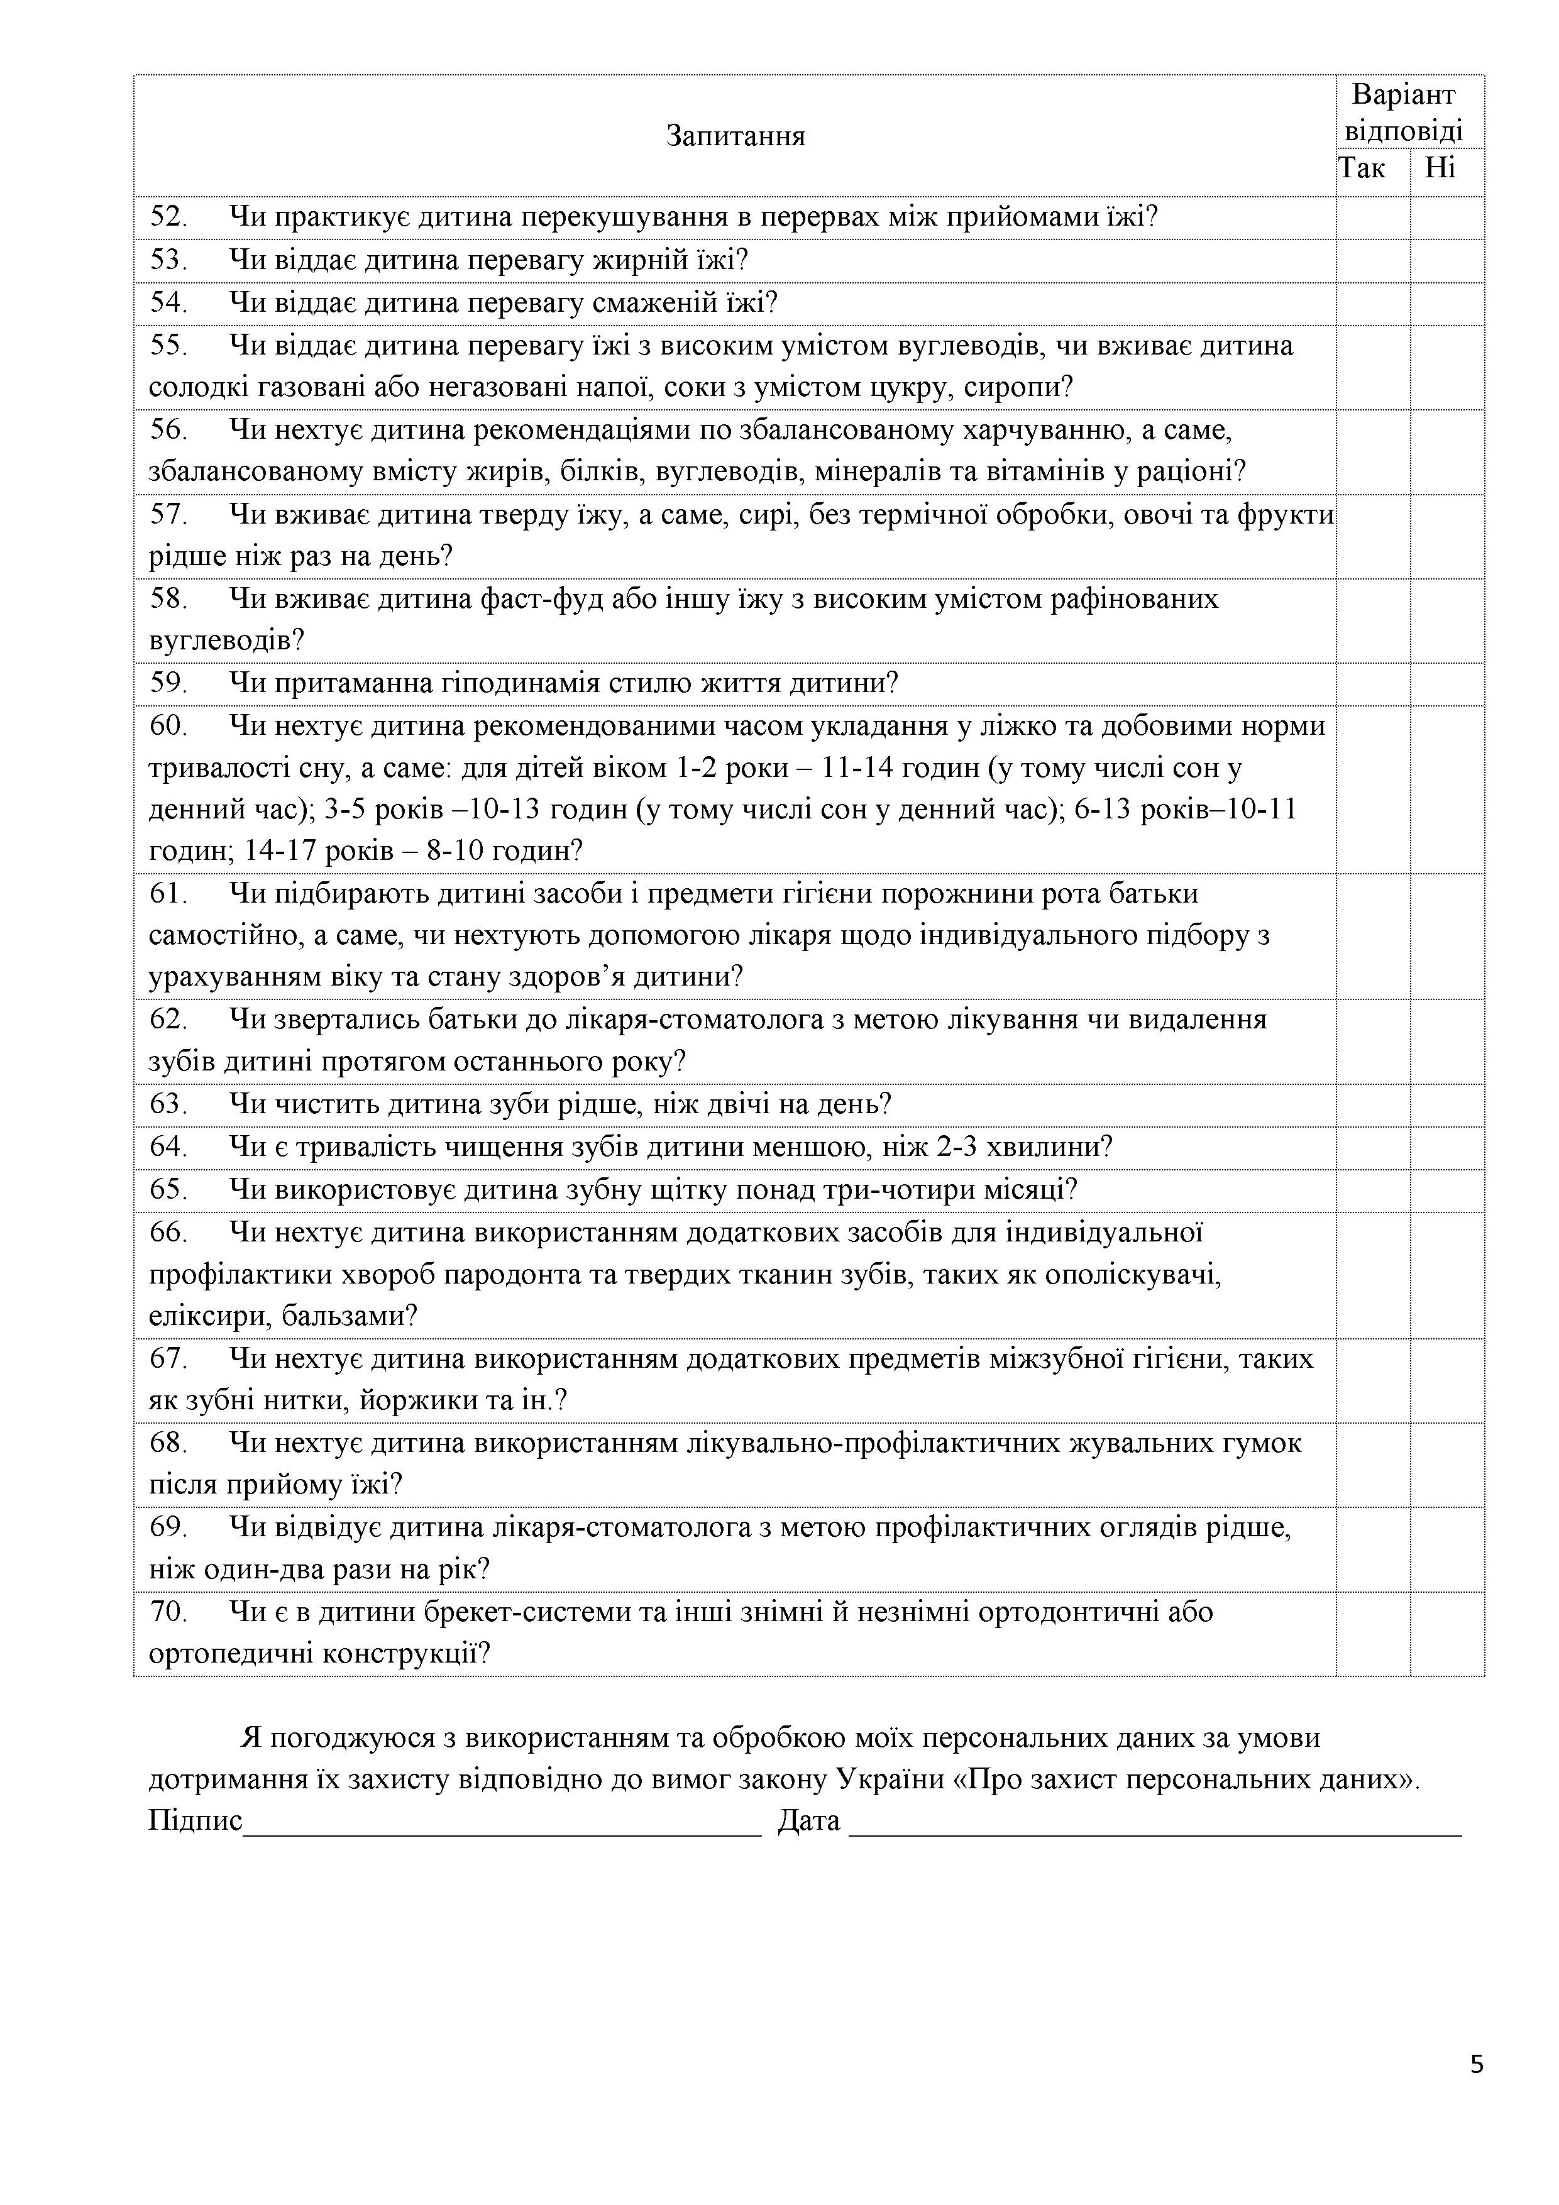 Запитання
Варіант
відповіді
Так Ні
52. Чи практикує дитина перекушування в перервах між прийомами їжі?
53. Чи віддає дитина перевагу жирній їжі?
54. Чи віддає дитина перевагу смаженій їжі?
55. Чи віддає дитина перевагу їжі з високим умістом вуглеводів, чи вживає дитина
солодкі газовані або негазовані напої, соки з умістом цукру, сиропи?
56. Чи нехтує дитина рекомендаціями по збалансованому харчуванню, а саме,
збалансованому вмісту жирів, білків, вуглеводів, мінералів та вітамінів у раціоні?
57. Чи вживає дитина тверду їжу, а саме, сирі, без термічної обробки, овочі та фрукти
рідше ніж раз на день?
58. Чи вживає дитина фаст-фуд або іншу їжу з високим умістом рафінованих
вуглеводів?
59. Чи притаманна гіподинамія стилю життя дитини?
60. Чи нехтує дитина рекомендованими часом укладання у ліжко та добовими норми
тривалості сну, а саме: для дітей віком 1-2 роки – 11-14 годин (у тому числі сон у
денний час); 3-5 років –10-13 годин (у тому числі сон у денний час); 6-13 років–10-11
годин; 14-17 років – 8-10 годин?
61. Чи підбирають дитині засоби і предмети гігієни порожнини рота батьки
самостійно, а саме, чи нехтують допомогою лікаря щодо індивідуального підбору з
урахуванням віку та стану здоров’я дитини?
62. Чи звертались батьки до лікаря-стоматолога з метою лікування чи видалення
зубів дитині протягом останнього року?
63. Чи чистить дитина зуби рідше, ніж двічі на день?
64. Чи є тривалість чищення зубів дитини меншою, ніж 2-3 хвилини?
65. Чи використовує дитина зубну щітку понад три-чотири місяці?
66. Чи нехтує дитина використанням додаткових засобів для індивідуальної
профілактики хвороб пародонта та твердих тканин зубів, таких як ополіскувачі,
еліксири, бальзами?
67. Чи нехтує дитина використанням додаткових предметів міжзубної гігієни, таких
як зубні нитки, йоржики та ін.?
68. Чи нехтує дитина використанням лікувально-профілактичних жувальних гумок
після прийому їжі?
69. Чи відвідує дитина лікаря-стоматолога з метою профілактичних оглядів рідше,
ніж один-два рази на рік?
70. Чи є в дитини брекет-системи та інші знімні й незнімні ортодонтичні або
ортопедичні конструкції?
Я погоджуюся з використанням та обробкою моїх персональних даних за умови
дотримання їх захисту відповідно до вимог закону України «Про захист персональних даних».
Підпис__________________________________ Дата ________________________________________
5